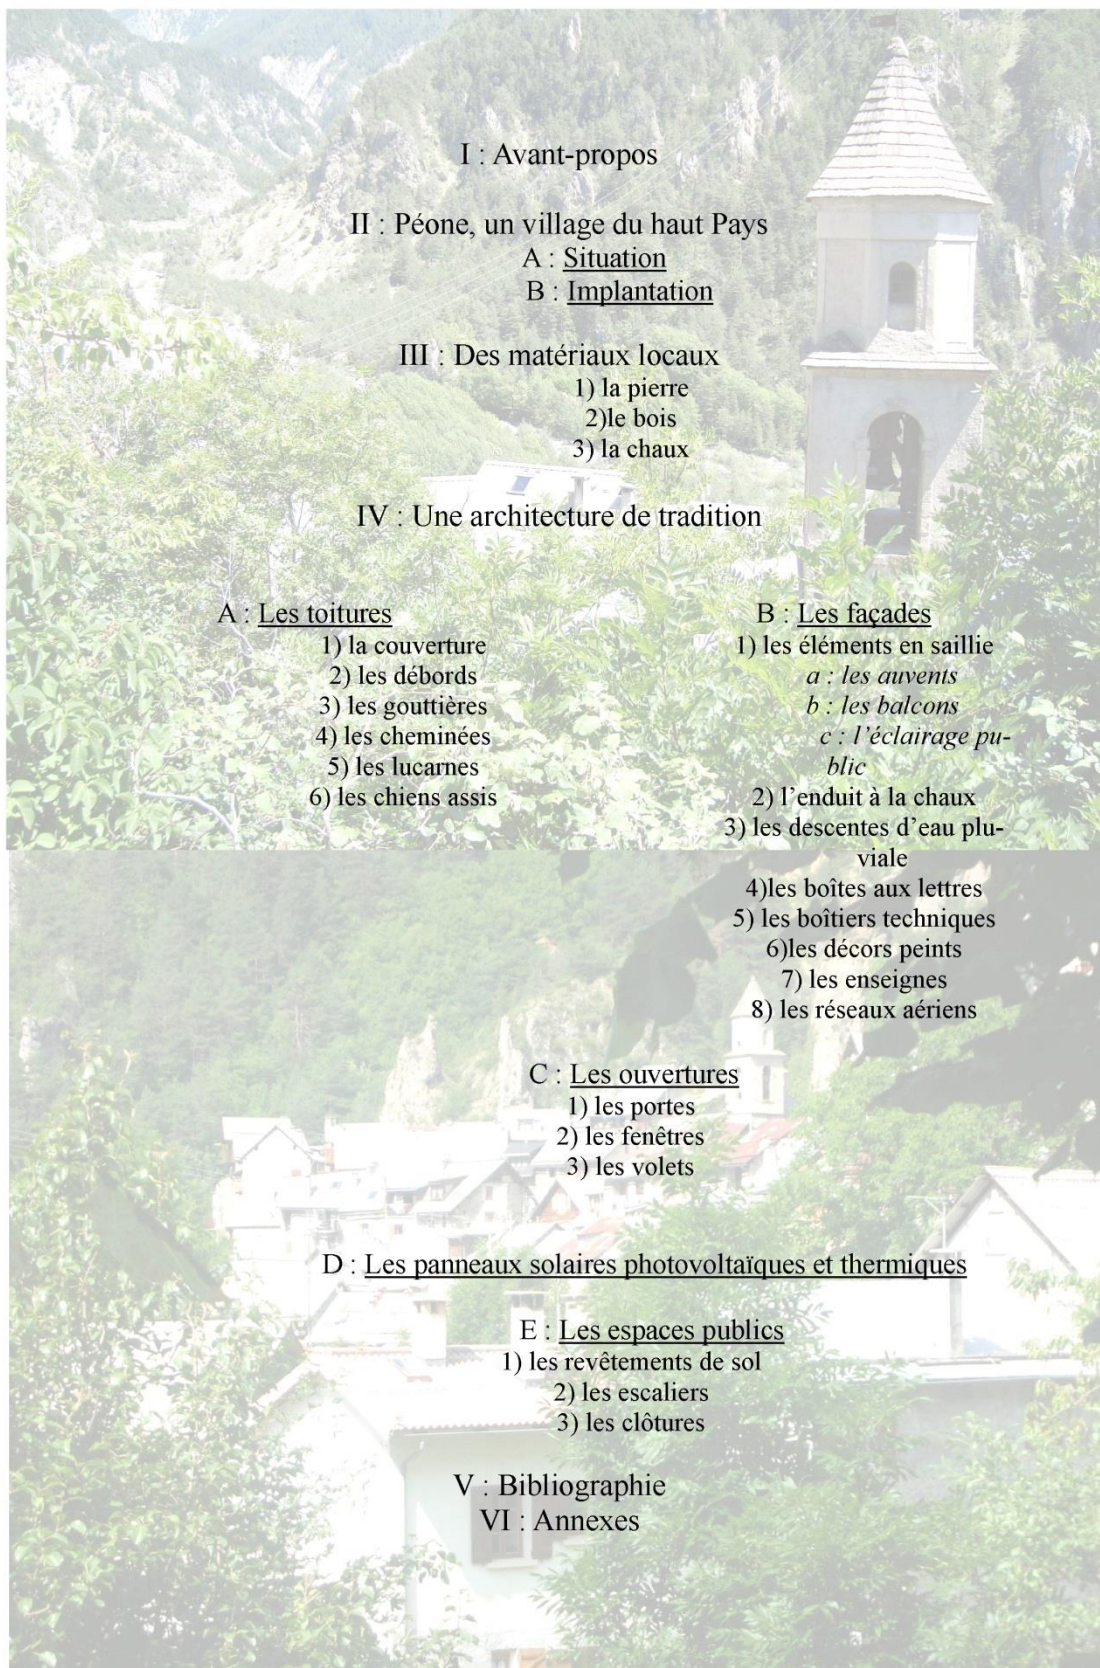 I : Avant-propos
II : Péone, un village du haut Pays
A : Situation
B : Implantation
III : Des matériaux locaux
1) la pierre
2)le bois
3) la chaux
IV : Une architecture de tradition
A : Les toitures
1) la couverture
2) les débords
3) les gouttières
4) les cheminées
5) les lucarnes
6) les chiens assis
B : Les façades
1) les éléments en saillie
a : les auvents
b : les balcons
c : l’éclairage pu-
blic
2) l’enduit à la chaux
3) les descentes d’eau plu-
viale
4)les boîtes aux lettres
5) les boîtiers techniques
6)les décors peints
7) les enseignes
8) les réseaux aériens
C : Les ouvertures
1) les portes
2) les fenêtres
3) les volets
D : Les panneaux solaires photovoltaïques et thermiques
E : Les espaces publics
1) les revêtements de sol
2) les escaliers
3) les clôtures
V : Bibliographie
VI : Annexes